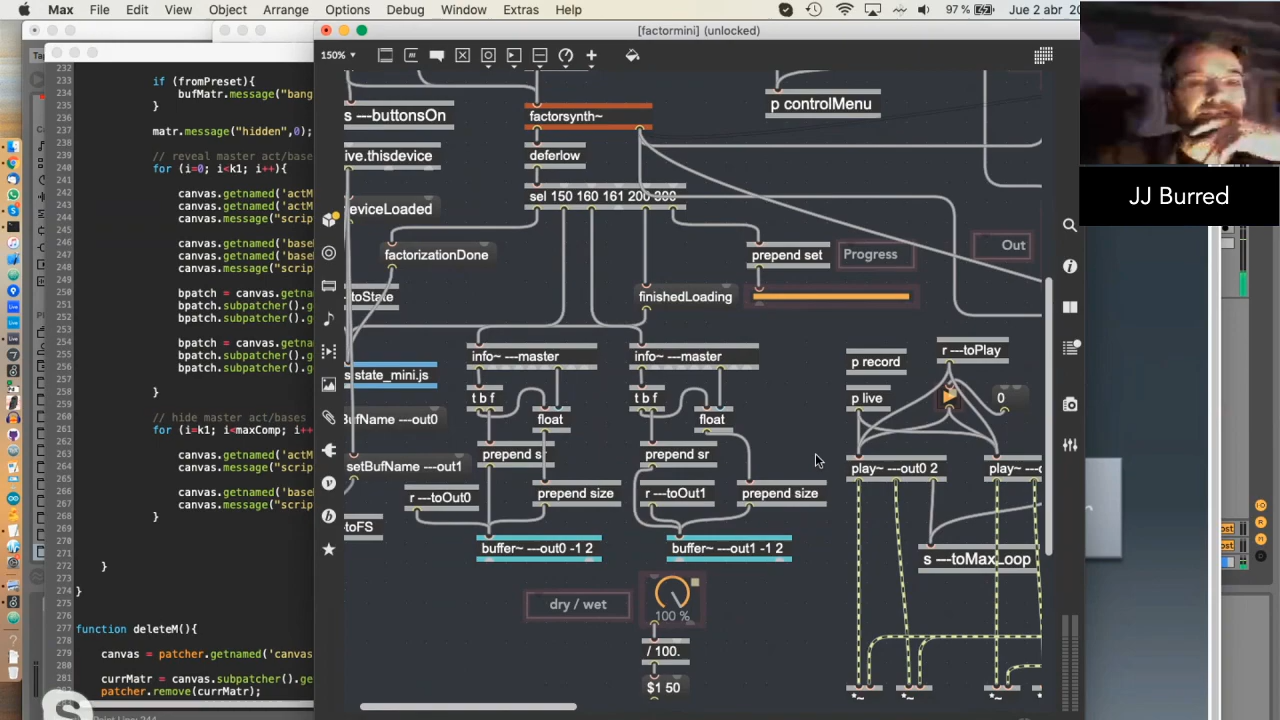 Max File Edit View Object Arrange Options Debug Window Extras Help 97 % Jue 2 abr
[factormini] (unlocked)
150%
232
233 if (fromPreset){
234 bufMatr.message("bang
235 }
236
237 matr.message("hidden",0);
238
239 // reveal master act/base
240 for (i=0; i<k1; i++){
241
242 canvas.getnamed('actM
243 canvas.getnamed('actM
244 canvas.message("scrip
245
246 canvas.getnamed('base
247 canvas.getnamed('base
248 canvas.message("scrip
249
250 bpatch = canvas.getna
251 bpatch.subpatcher().g
252 bpatch.subpatcher().g
253
254 bpatch = canvas.getna
255 bpatch.subpatcher().g
256 bpatch.subpatcher().g
257
258 }
259
260 // hide master act/bases
261 for (i=k1; i<maxComp; i++
262
263 canvas.getnamed('base
264 canvas.message("scrip
265
266 canvas.getnamed('base
267 canvas.message("scrip
268 }
269
270
271
272 }
273
274 }
275
276
277 function deleteM(){
278
279 canvas = patcher.getnamed('canvas
280
281 currMatr = canvas.subpatcher().ge
282 patcher.remove(currMatr);
s ---buttonsOn
ive.thisdevice
eviceLoaded
factorizationDone
-toState
state_mini.js
BufName ---out0
setBufName ---out1
-toFS
factorsynth~
deferlow
sel 150 160 161 200 300
prepend set
Progress
finishedLoading
Out
p controlMenu
info~ ---master
info~ ---master
t b f
float
t b f
float
prepend sr
prepend sr
r ---toOut0
prepend size
r ---toOut1
prepend size
buffer~ ---out0 -1 2
buffer~ ---out1 -1 2
dry / wet
100 %
/ 100.
$1 50
p record
p live
r ---toPlay
0
play~ ---out0 2
play~ ---o
s ---toMaxLoop
*~
*~
*~
JJ Burred